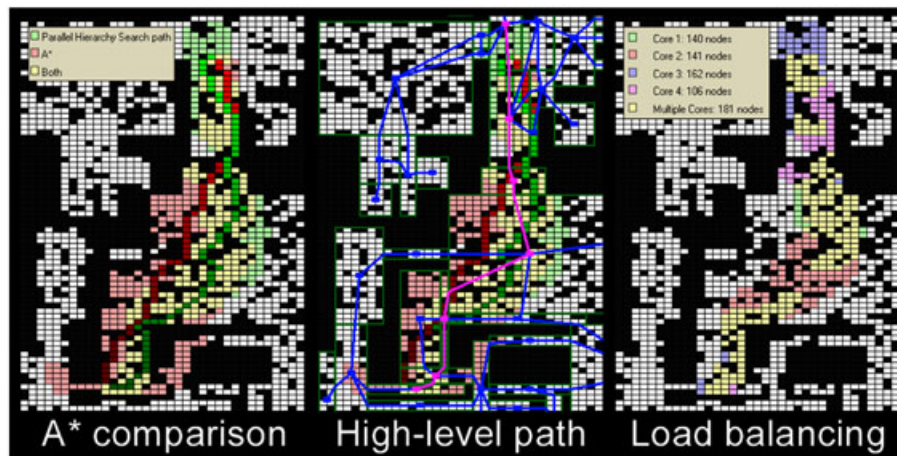 Parallel Hierarchy Search path
A*
Both
Core 1: 140 nodes
Core 2: 141 nodes
Core 3: 162 nodes
Core 4: 106 nodes
Multiple Cores: 181 nodes
A* comparison
High-level path
Load balancing